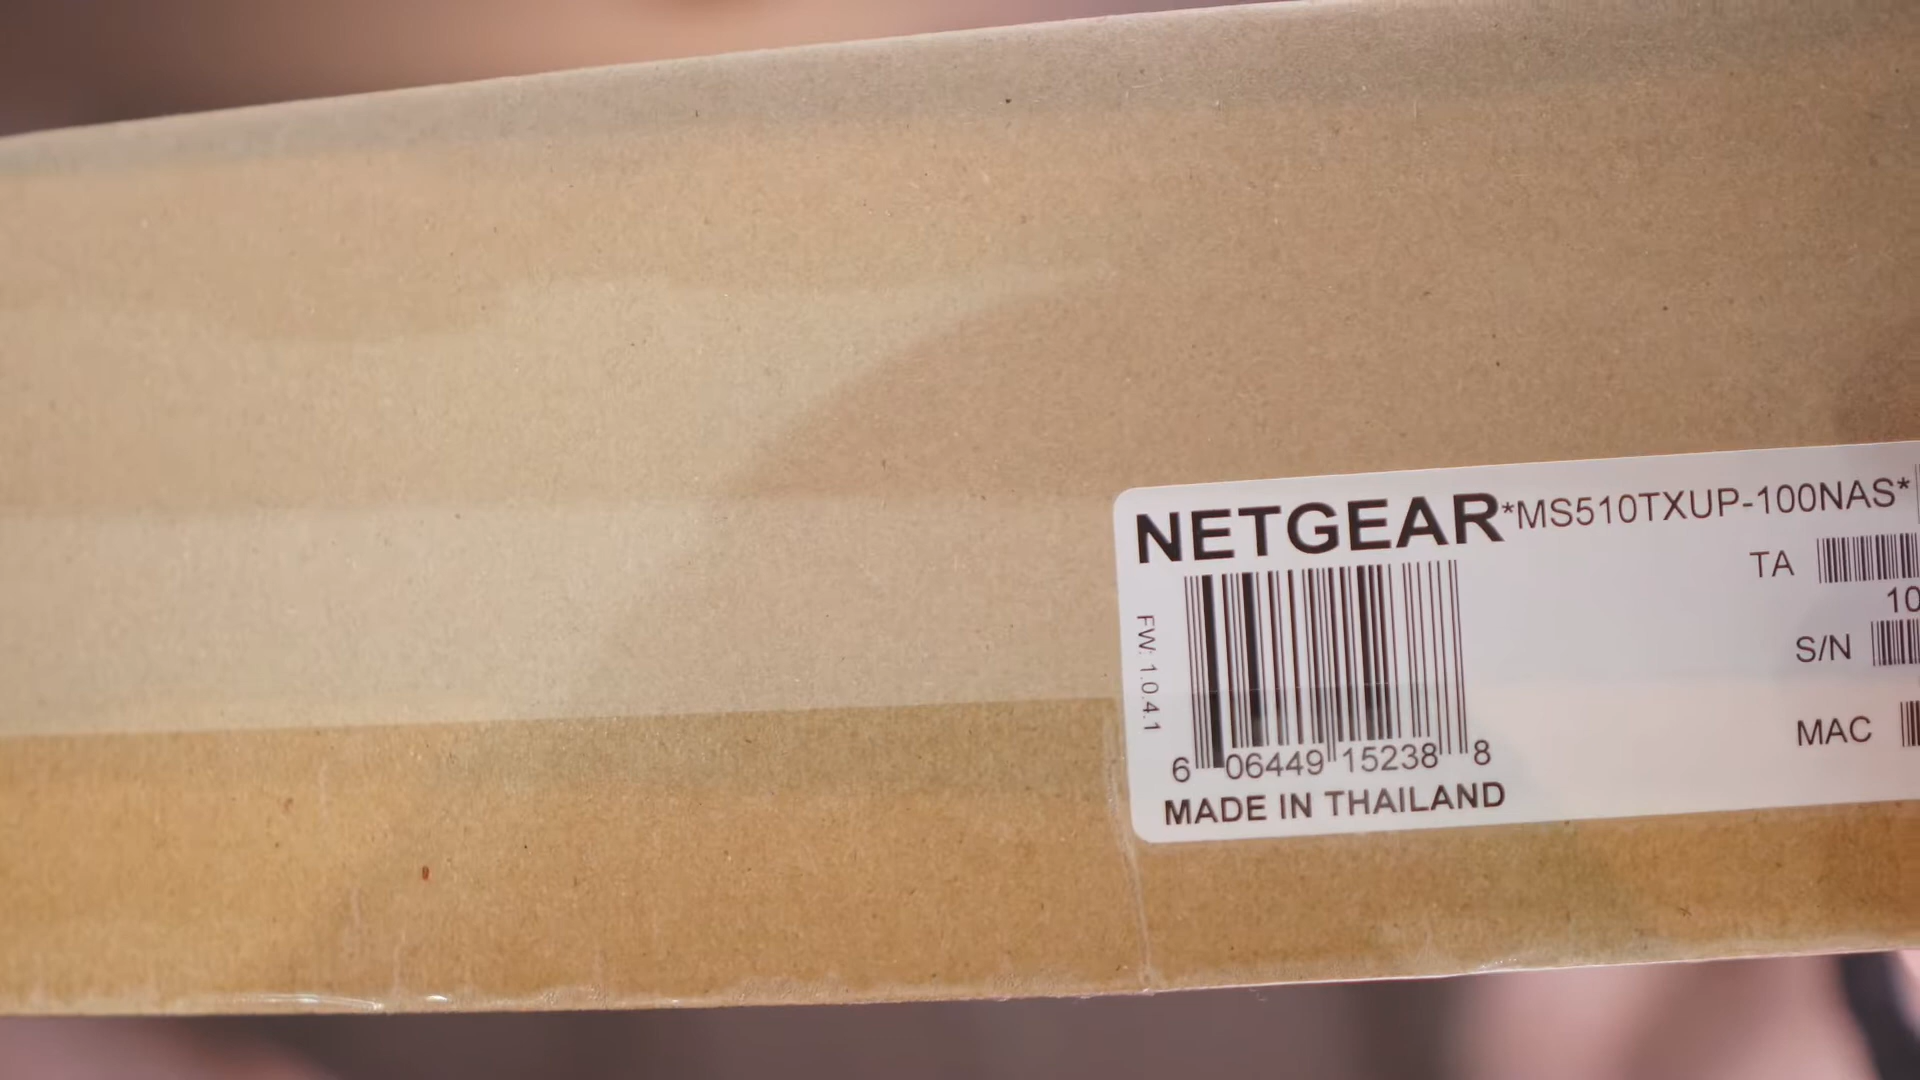 NETGEAR *MS510TXUP-100NAS*
TA
10
S/N
MAC
FW: 1.0.4.1
6 06449 15238 8
MADE IN THAILAND